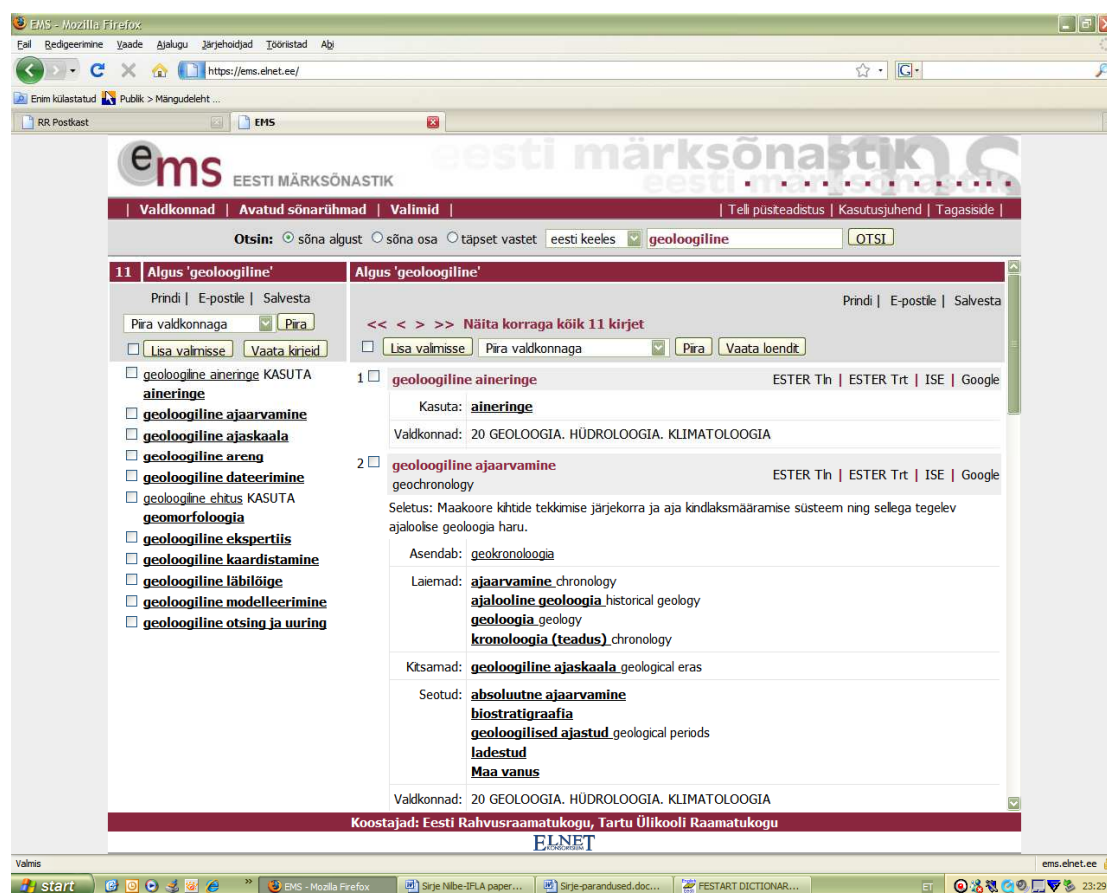 EMS - Mozilla Firefox
Fail Redigeerimine Vaade Ajalugu Järjehoidjad Tööriistad Abi
https://ems.elnet.ee/
Enim külastatud Publik > Mängudeleht ...
RR Postkast EMS
ems EESTI MÄRKSÕNASTIK
eesti märksõnastik
eesti märksõnastik
| Valdkonnad | Avatud sõnarühmad | Valimid | | Telli püsiteadistus | Kasutusjuhend | Tagasiside |
Otsin: sõna algust sõna osa täpset vastet eesti keeles geoloogiline OTSI
11 Algus 'geoloogiline'
Prindi | E-postile | Salvesta
Piira valdkonnaga Piira
Lisa valimisse Vaata kirjeid
geoloogiline aineringe KASUTA
aineringe
geoloogiline ajaarvamine
geoloogiline ajaskaala
geoloogiline areng
geoloogiline dateerimine
geoloogiline ehitus KASUTA
geomorfoloogia
geoloogiline ekspertiis
geoloogiline kaardistamine
geoloogiline läbilõige
geoloogiline modelleerimine
geoloogiline otsing ja uuring
Algus 'geoloogiline'
Prindi | E-postile | Salvesta
<< < > >> Näita korraga kõik 11 kirjet
Lisa valimisse Piira valdkonnaga Piira Vaata loendit
1 geoloogiline aineringe ESTER Tln | ESTER Trt | ISE | Google
Kasuta: aineringe
Valdkonnad: 20 GEOLOOGIA. HÜDROLOOGIA. KLIMATOLOOGIA
2 geoloogiline ajaarvamine ESTER Tln | ESTER Trt | ISE | Google
geochronology
Seletus: Maakoore kihtide tekkimise järjekorra ja aja kindlaksmääramise süsteem ning sellega tegelev
ajaloolise geoloogia haru.
Asendab: geokronoloogia
Laiemad: ajaarvamine chronology
ajalooline geoloogia historical geology
geoloogia geology
kronoloogia (teadus) chronology
Kitsamad: geoloogiline ajaskaala geological eras
Seotud: absoluutne ajaarvamine
biostratigraafia
geoloogilised ajastud geological periods
ladestud
Maa vanus
Valdkonnad: 20 GEOLOOGIA. HÜDROLOOGIA. KLIMATOLOOGIA
Koostajad: Eesti Rahvusraamatukogu, Tartu Ülikooli Raamatukogu
ELNET
KONSORTSIUM
Valmis ems.elnet.ee
start EMS - Mozilla Firefox Sirje Nilbe-IFLA paper... Sirje-parandused.doc... FESTART DICTIONAR... ET 23:29